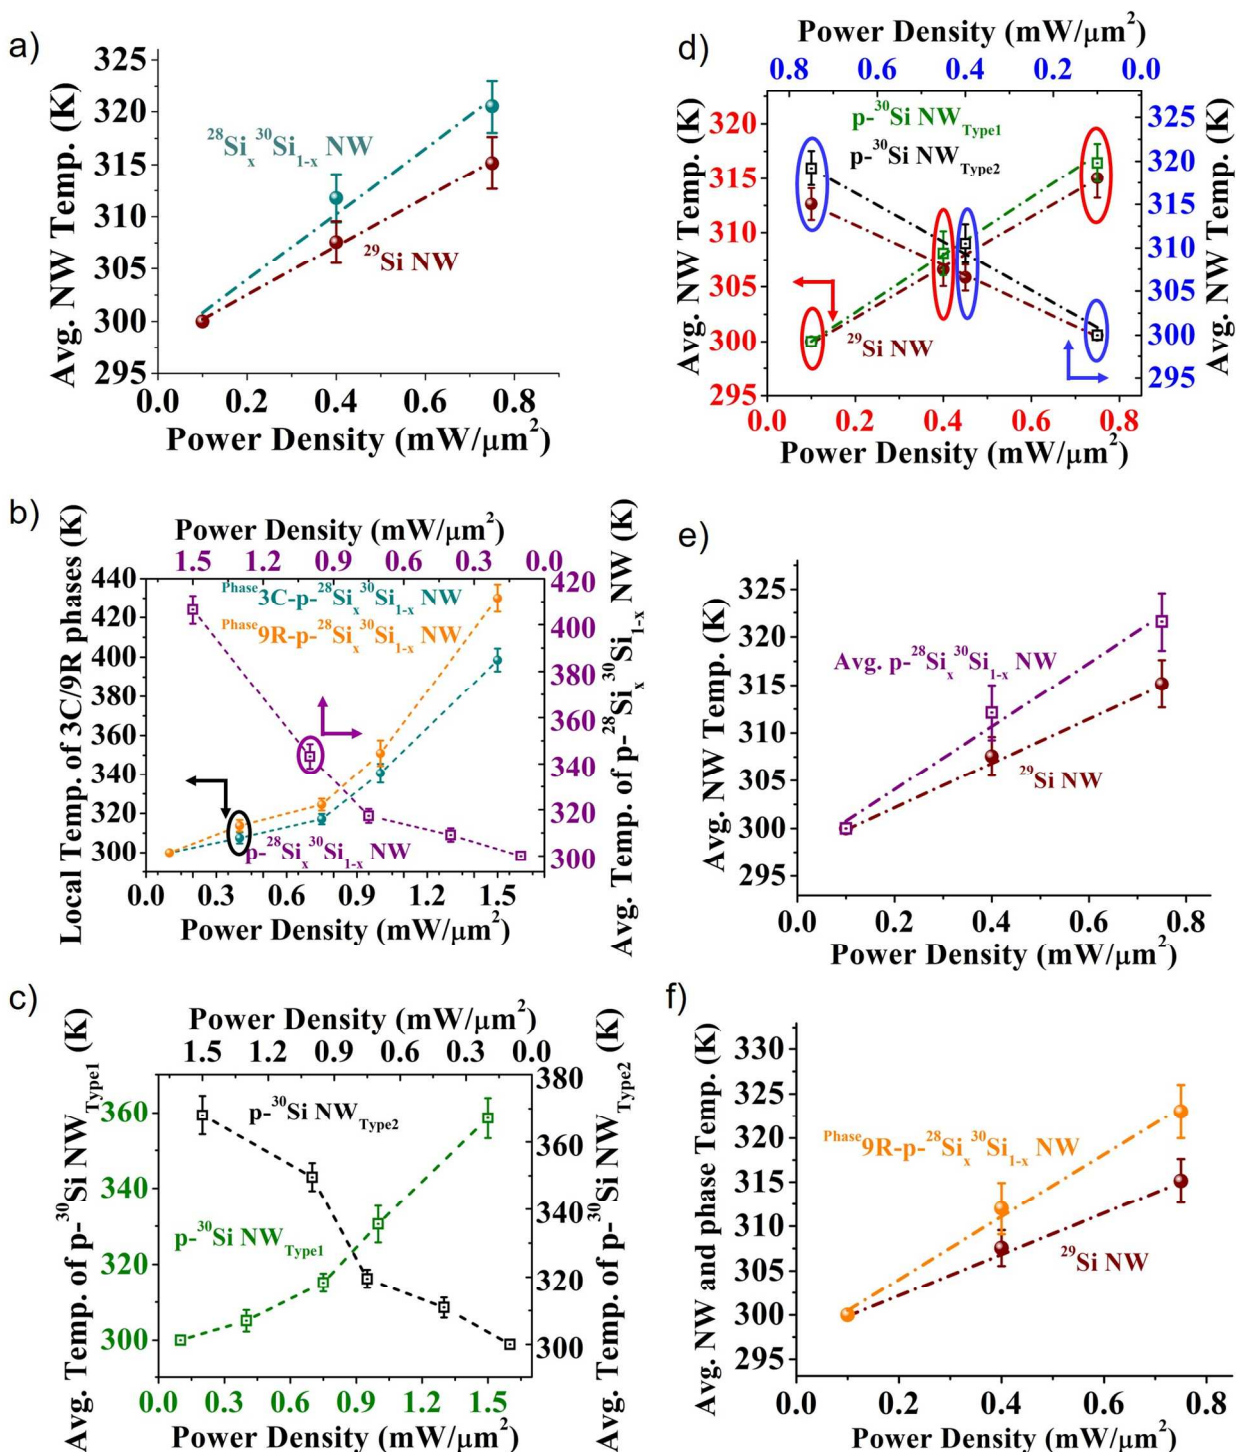 a)
325
320
315
310
305
300
295
Avg. NW Temp. (K)
28Six30Si1-x NW
29Si NW
0.0 0.2 0.4 0.6 0.8
Power Density (mW/μm2)
b)
Power Density (mW/μm2)
1.5 1.2 0.9 0.6 0.3 0.0
Local Temp. of 3C/9R phases (K)
440
420
400
380
360
340
320
300
Phase3C-p-28Six30Si1-x NW
Phase9R-p-28Six30Si1-x NW
p-28Six30Si1-x NW
420
400
380
360
340
320
300
Avg. Temp. of p-28Six30Si1-x NW (K)
0.0 0.3 0.6 0.9 1.2 1.5
Power Density (mW/μm2)
c)
Power Density (mW/μm2)
1.5 1.2 0.9 0.6 0.3 0.0
Avg. Temp. of p-30Si NWType1 (K)
360
340
320
300
p-30Si NWType2
p-30Si NWType1
380
360
340
320
300
Avg. Temp. of p-30Si NWType2 (K)
0.0 0.3 0.6 0.9 1.2 1.5
Power Density (mW/μm2)
d)
Power Density (mW/μm2)
0.8 0.6 0.4 0.2 0.0
Avg. NW Temp. (K)
320
315
310
305
300
295
p-30Si NWType1
p-30Si NWType2
29Si NW
325
320
315
310
305
300
295
Avg. NW Temp. (K)
0.0 0.2 0.4 0.6 0.8
Power Density (mW/μm2)
e)
325
320
315
310
305
300
295
Avg. NW Temp. (K)
Avg. p-28Six30Si1-x NW
29Si NW
0.0 0.2 0.4 0.6 0.8
Power Density (mW/μm2)
f)
330
325
320
315
310
305
300
295
Avg. NW and phase Temp. (K)
Phase9R-p-28Six30Si1-x NW
29Si NW
0.0 0.2 0.4 0.6 0.8
Power Density (mW/μm2)